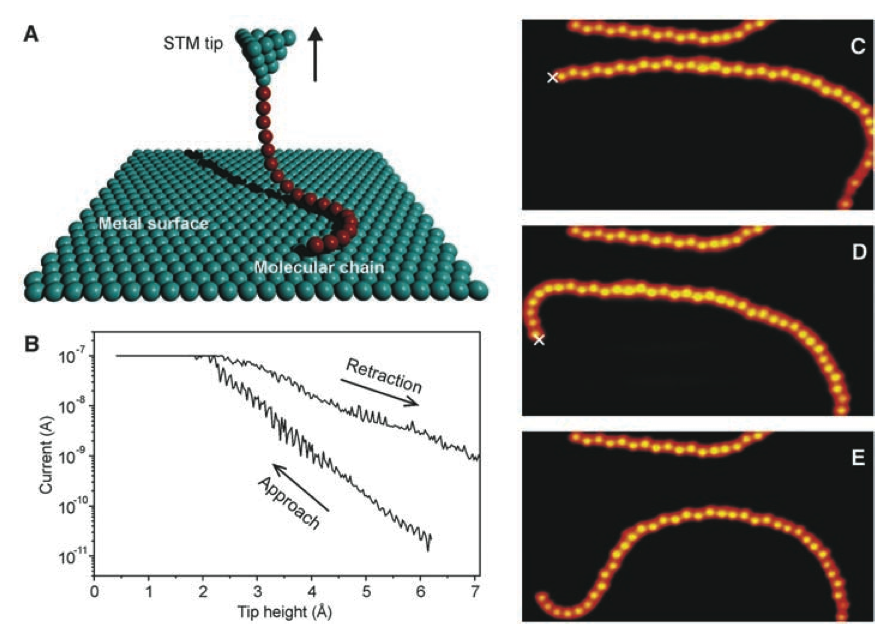 A
STM tip
Metal surface
Molecular chain
B
Current (A)
10⁻⁷
10⁻⁸
10⁻⁹
10⁻¹⁰
10⁻¹¹
Retraction
Approach
0 1 2 3 4 5 6 7
Tip height (Å)
C
×
D
×
E